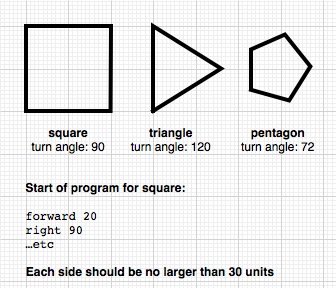 square triangle pentagon
turn angle: 90 turn angle: 120 turn angle: 72
Start of program for square:
forward 20
right 90
…etc
Each side should be no larger than 30 units